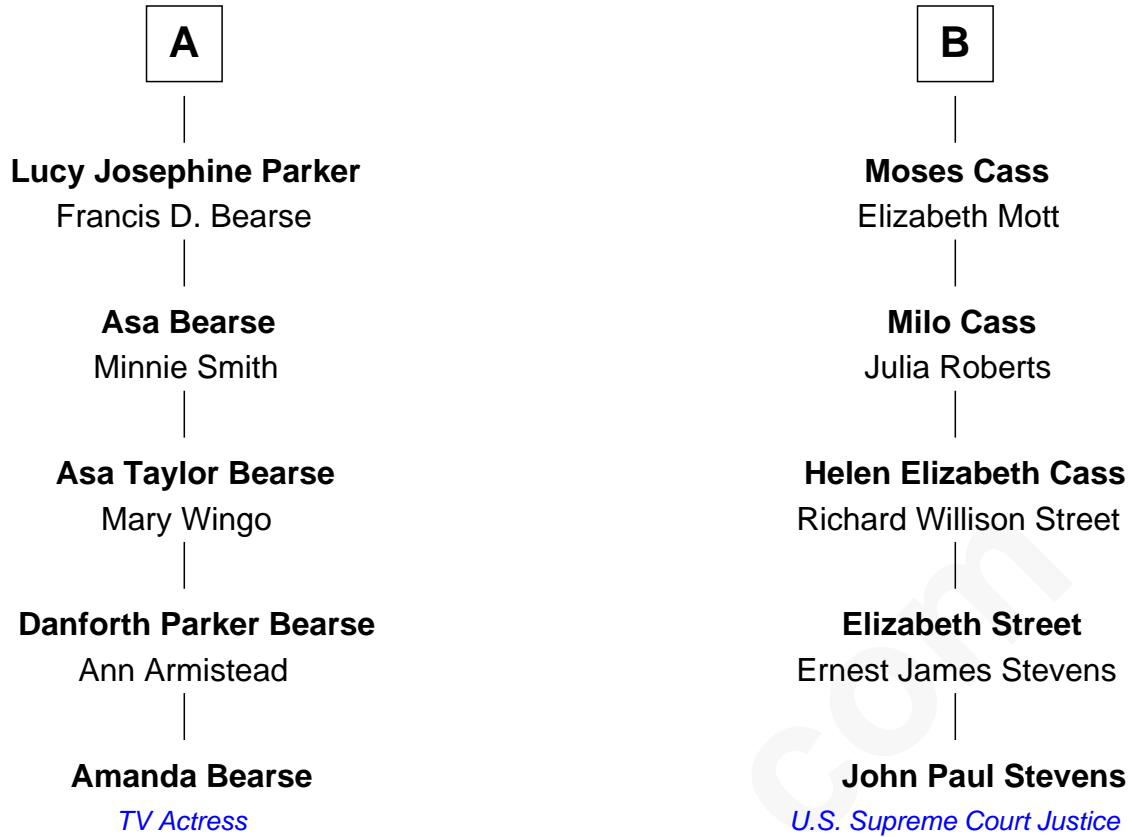 A
Lucy Josephine Parker
Francis D. Bearse
Asa Bearse
Minnie Smith
Asa Taylor Bearse
Mary Wingo
Danforth Parker Bearse
Ann Armistead
Amanda Bearse
TV Actress
B
Moses Cass
Elizabeth Mott
Milo Cass
Julia Roberts
Helen Elizabeth Cass
Richard Willison Street
Elizabeth Street
Ernest James Stevens
John Paul Stevens
U.S. Supreme Court Justice
com